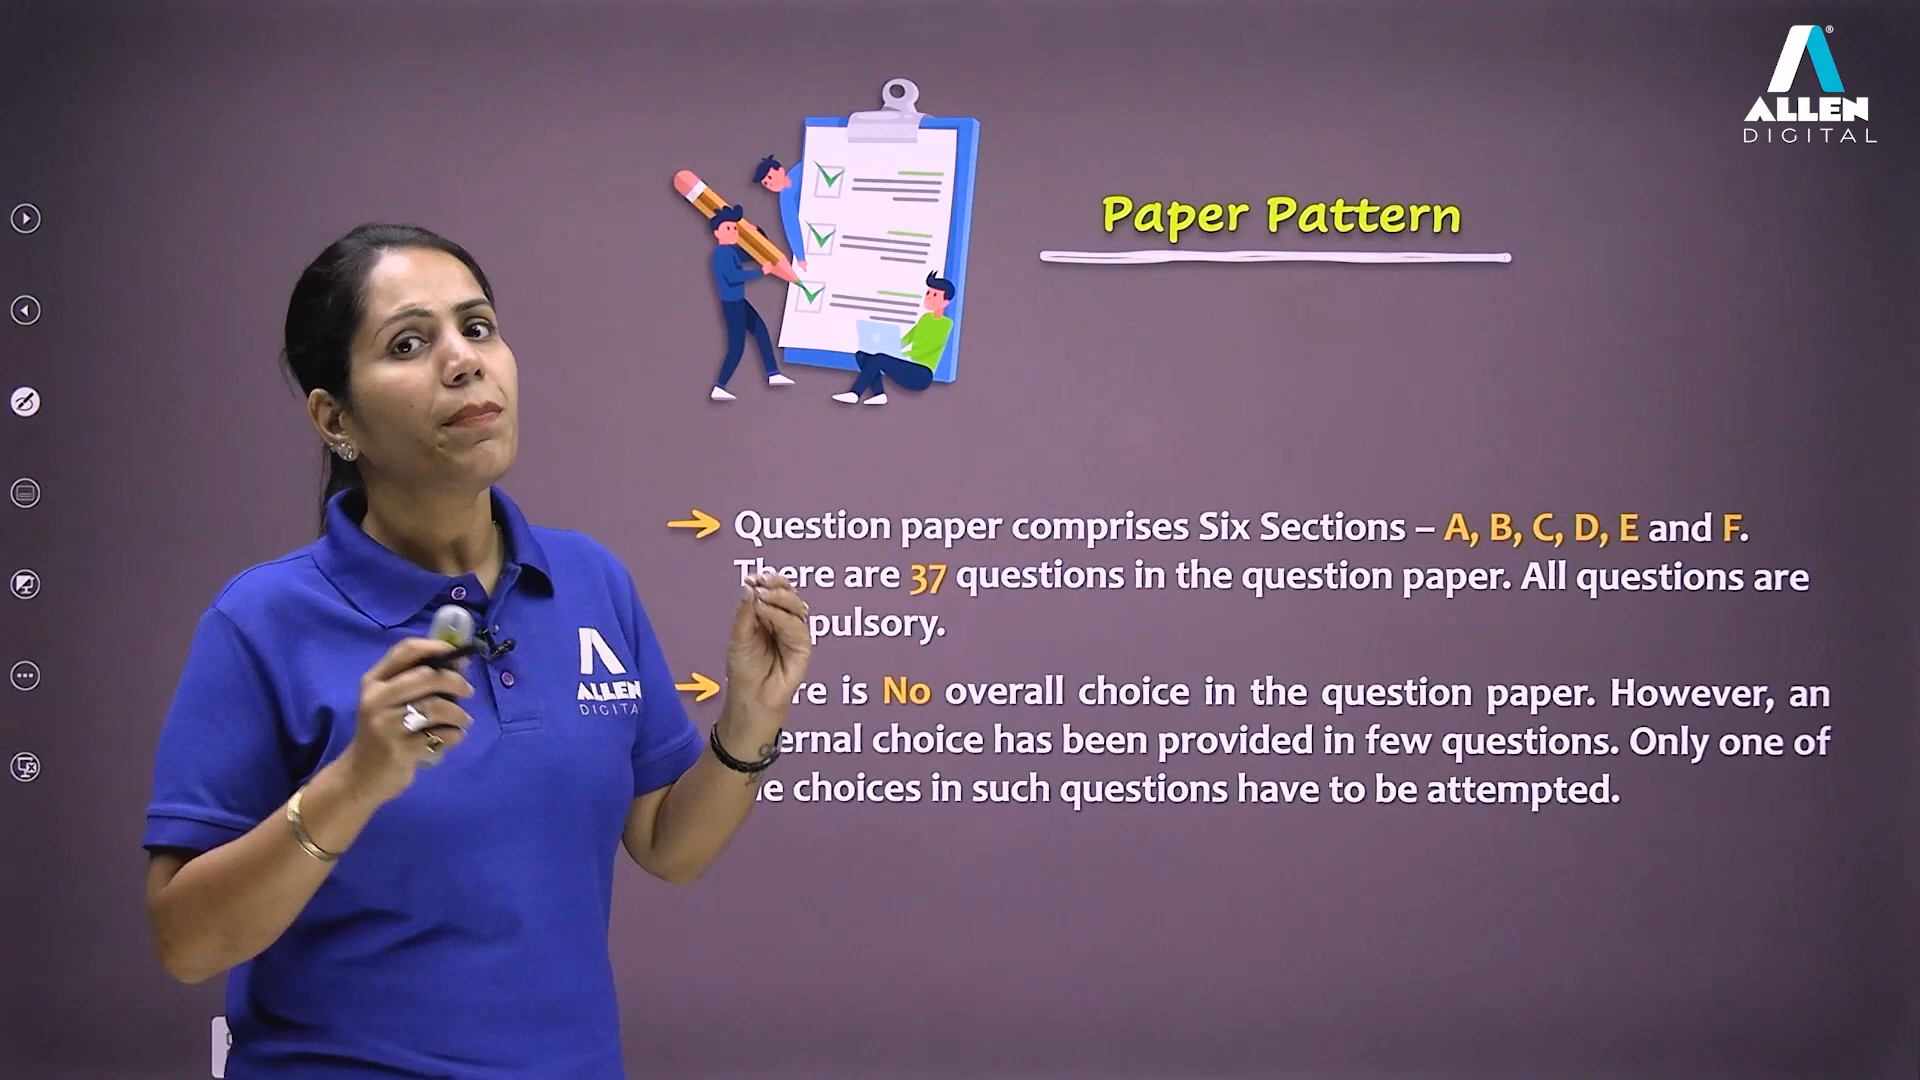 ALLEN
DIGITAL
Paper Pattern
Question paper comprises Six Sections – A, B, C, D, E and F.
There are 37 questions in the question paper. All questions are
pulsory.
re is No overall choice in the question paper. However, an
ernal choice has been provided in few questions. Only one of
choices in such questions have to be attempted.
ALLEN
DIGITA